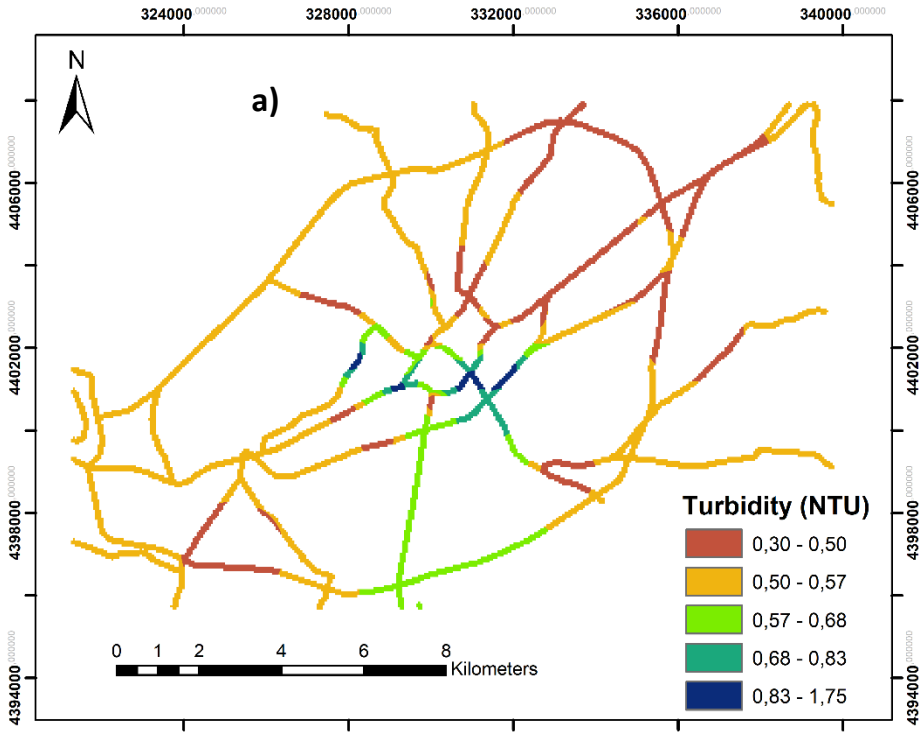 324000,000000 328000,000000 332000,000000 336000,000000 340000,000000
N
a)
4406000,000000 4406000,000000
4402000,000000 4402000,000000
4398000,000000 4398000,000000
4394000,000000 4394000,000000
Turbidity (NTU)
0,30 - 0,50
0,50 - 0,57
0,57 - 0,68
0,68 - 0,83
0,83 - 1,75
0 1 2 4 6 8
Kilometers